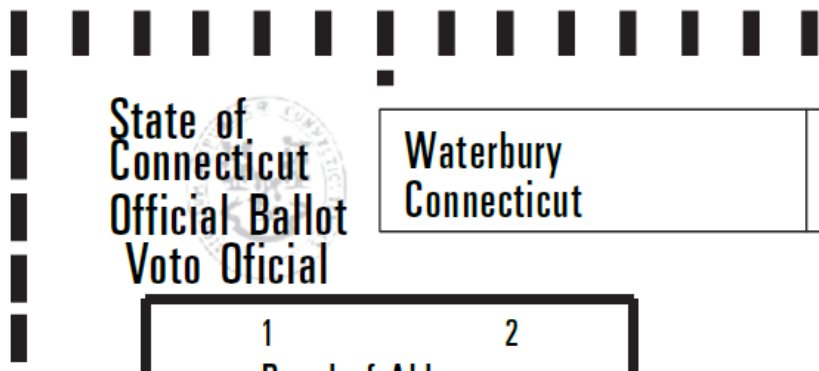 State of
Connecticut
Official Ballot
Voto Oficial
Waterbury
Connecticut
1 2